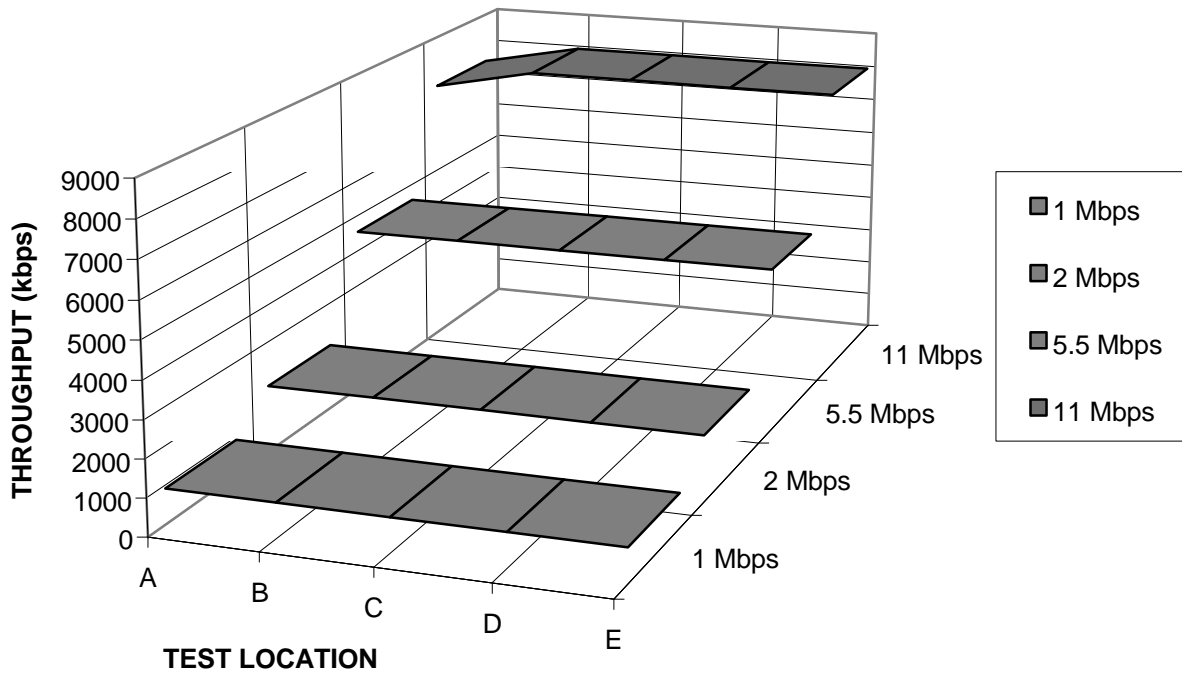 THROUGHPUT (kbps)
9000
8000
7000
6000
5000
4000
3000
2000
1000
0
A
B
C
D
E
TEST LOCATION
1 Mbps
2 Mbps
5.5 Mbps
11 Mbps
1 Mbps
2 Mbps
5.5 Mbps
11 Mbps